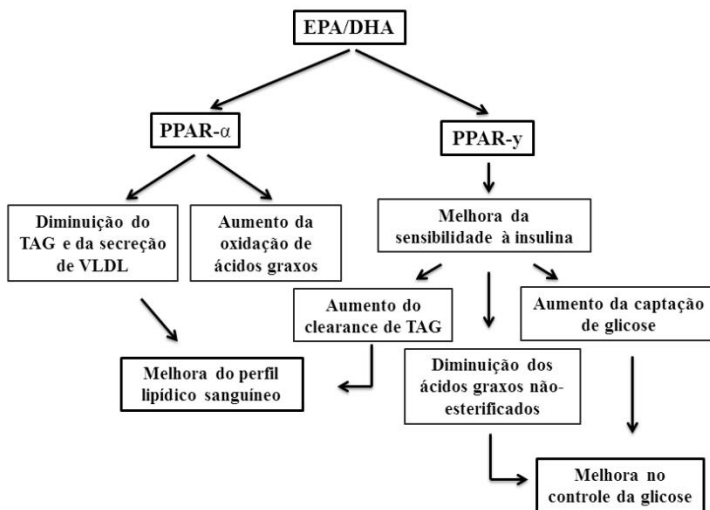 EPA/DHA
PPAR-α
PPAR-y
Diminuição do
TAG e da secreção
de VLDL
Aumento da
oxidação de
ácidos graxos
Melhora da
sensibilidade à insulina
Aumento do
clearance de TAG
Aumento da captação
de glicose
Melhora do perfil
lipídico sanguíneo
Diminuição dos
ácidos graxos não-
esterificados
Melhora no
controle da glicose